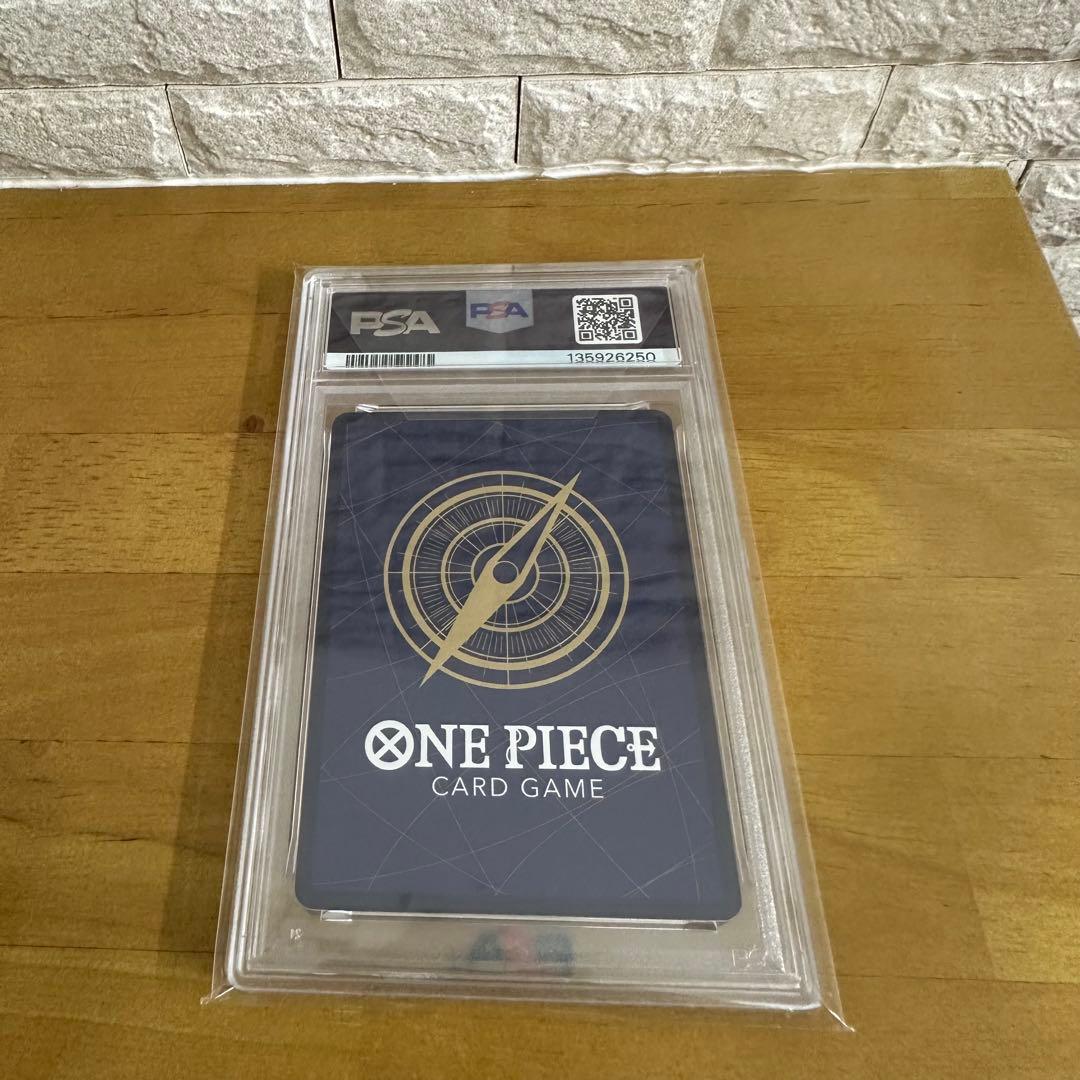 PSA
PSA
135926250
ONE PIECE
CARD GAME